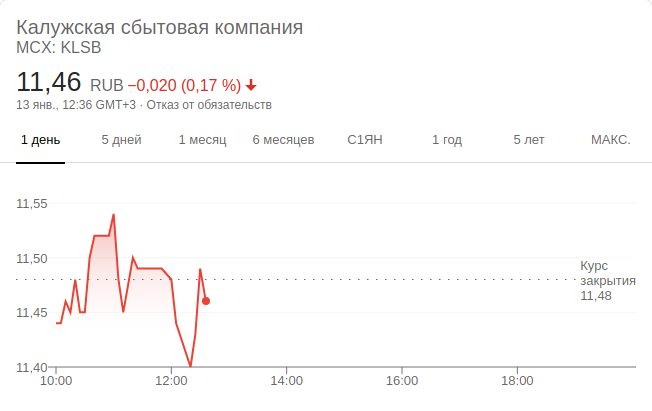 Калужская сбытовая компания
MCX: KLSB
11,46 RUB −0,020 (0,17 %)
13 янв., 12:36 GMT+3 · Отказ от обязательств
1 день 5 дней 1 месяц 6 месяцев С1ЯН 1 год 5 лет МАКС.
11,55
11,50
Курс
закрытия
11,48
11,45
11,40
10:00 12:00 14:00 16:00 18:00